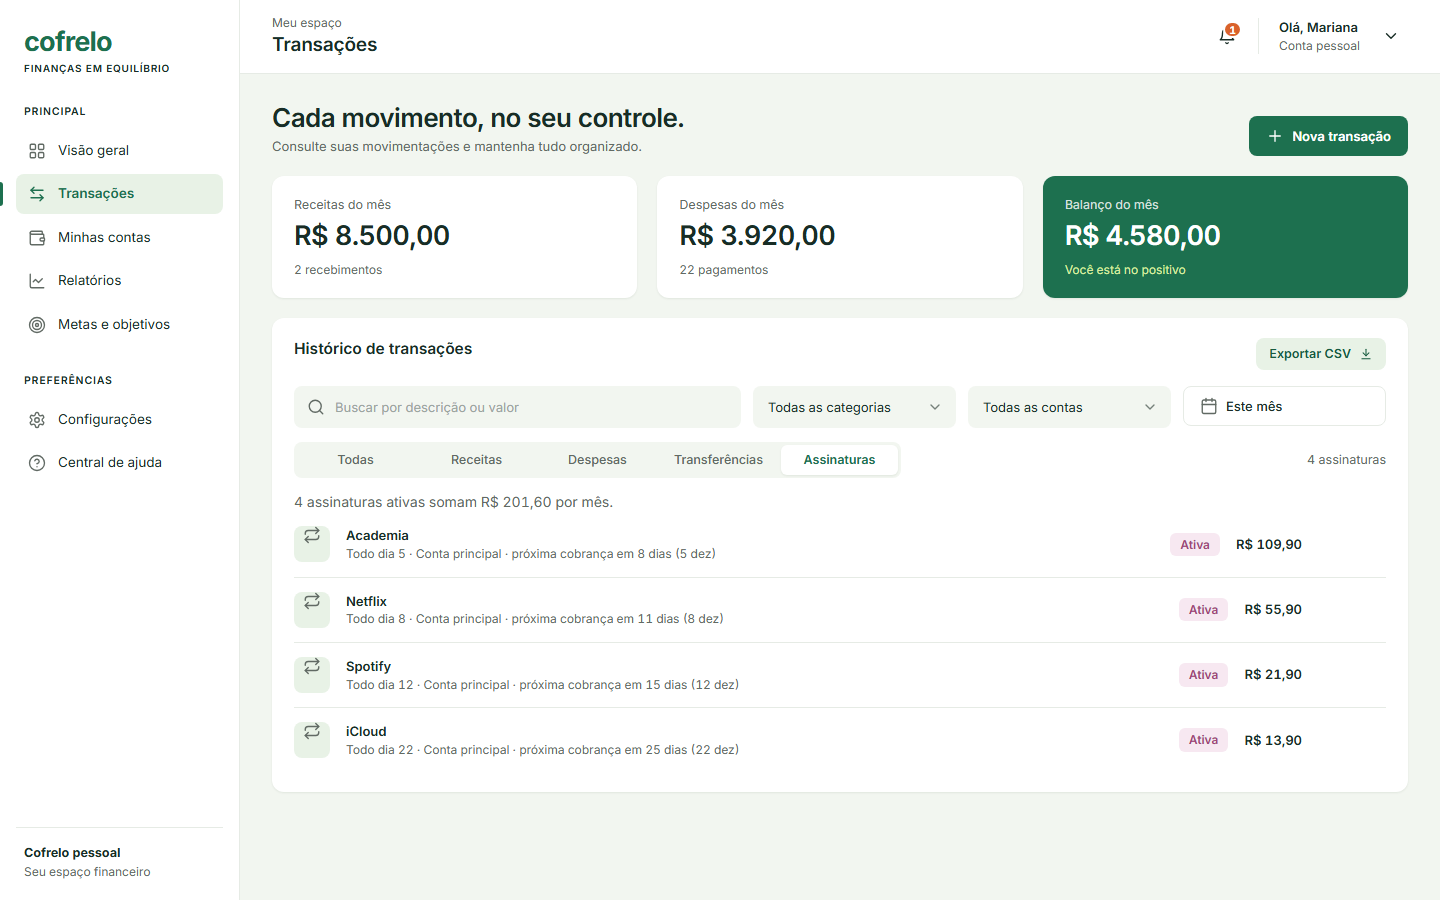 cofrelo
FINANÇAS EM EQUILÍBRIO
PRINCIPAL
Visão geral
Transações
Minhas contas
Relatórios
Metas e objetivos
PREFERÊNCIAS
Configurações
Central de ajuda
Cofrelo pessoal
Seu espaço financeiro
Meu espaço
Transações
1
Olá, Mariana
Conta pessoal
Cada movimento, no seu controle.
Consulte suas movimentações e mantenha tudo organizado.
Nova transação
Receitas do mês
R$ 8.500,00
2 recebimentos
Despesas do mês
R$ 3.920,00
22 pagamentos
Balanço do mês
R$ 4.580,00
Você está no positivo
Histórico de transações
Exportar CSV
Buscar por descrição ou valor
Todas as categorias
Todas as contas
Este mês
Todas
Receitas
Despesas
Transferências
Assinaturas
4 assinaturas
4 assinaturas ativas somam R$ 201,60 por mês.
Academia
Todo dia 5 · Conta principal · próxima cobrança em 8 dias (5 dez)
Ativa
R$ 109,90
Netflix
Todo dia 8 · Conta principal · próxima cobrança em 11 dias (8 dez)
Ativa
R$ 55,90
Spotify
Todo dia 12 · Conta principal · próxima cobrança em 15 dias (12 dez)
Ativa
R$ 21,90
iCloud
Todo dia 22 · Conta principal · próxima cobrança em 25 dias (22 dez)
Ativa
R$ 13,90